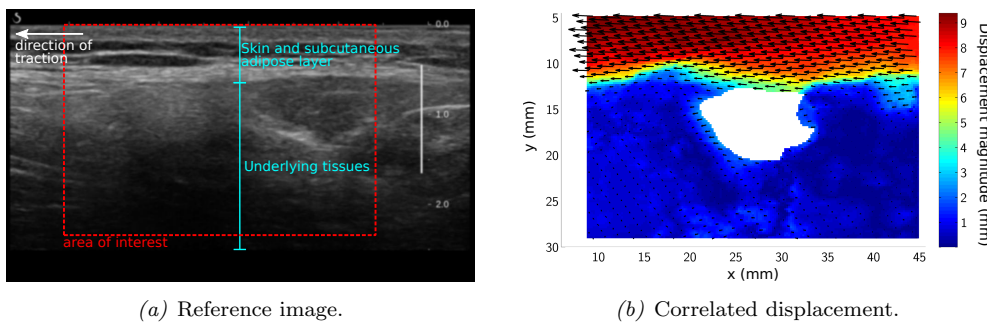 0.0
direction of
traction
Skin and subcutaneous
adipose layer
1.0
Underlying tissues
2.0
area of interest
(a) Reference image.
5
10
15
20
25
30
y (mm)
10 15 20 25 30 35 40 45
x (mm)
9
8
7
6
5
4
3
2
1
Displacement magnitude (mm)
(b) Correlated displacement.